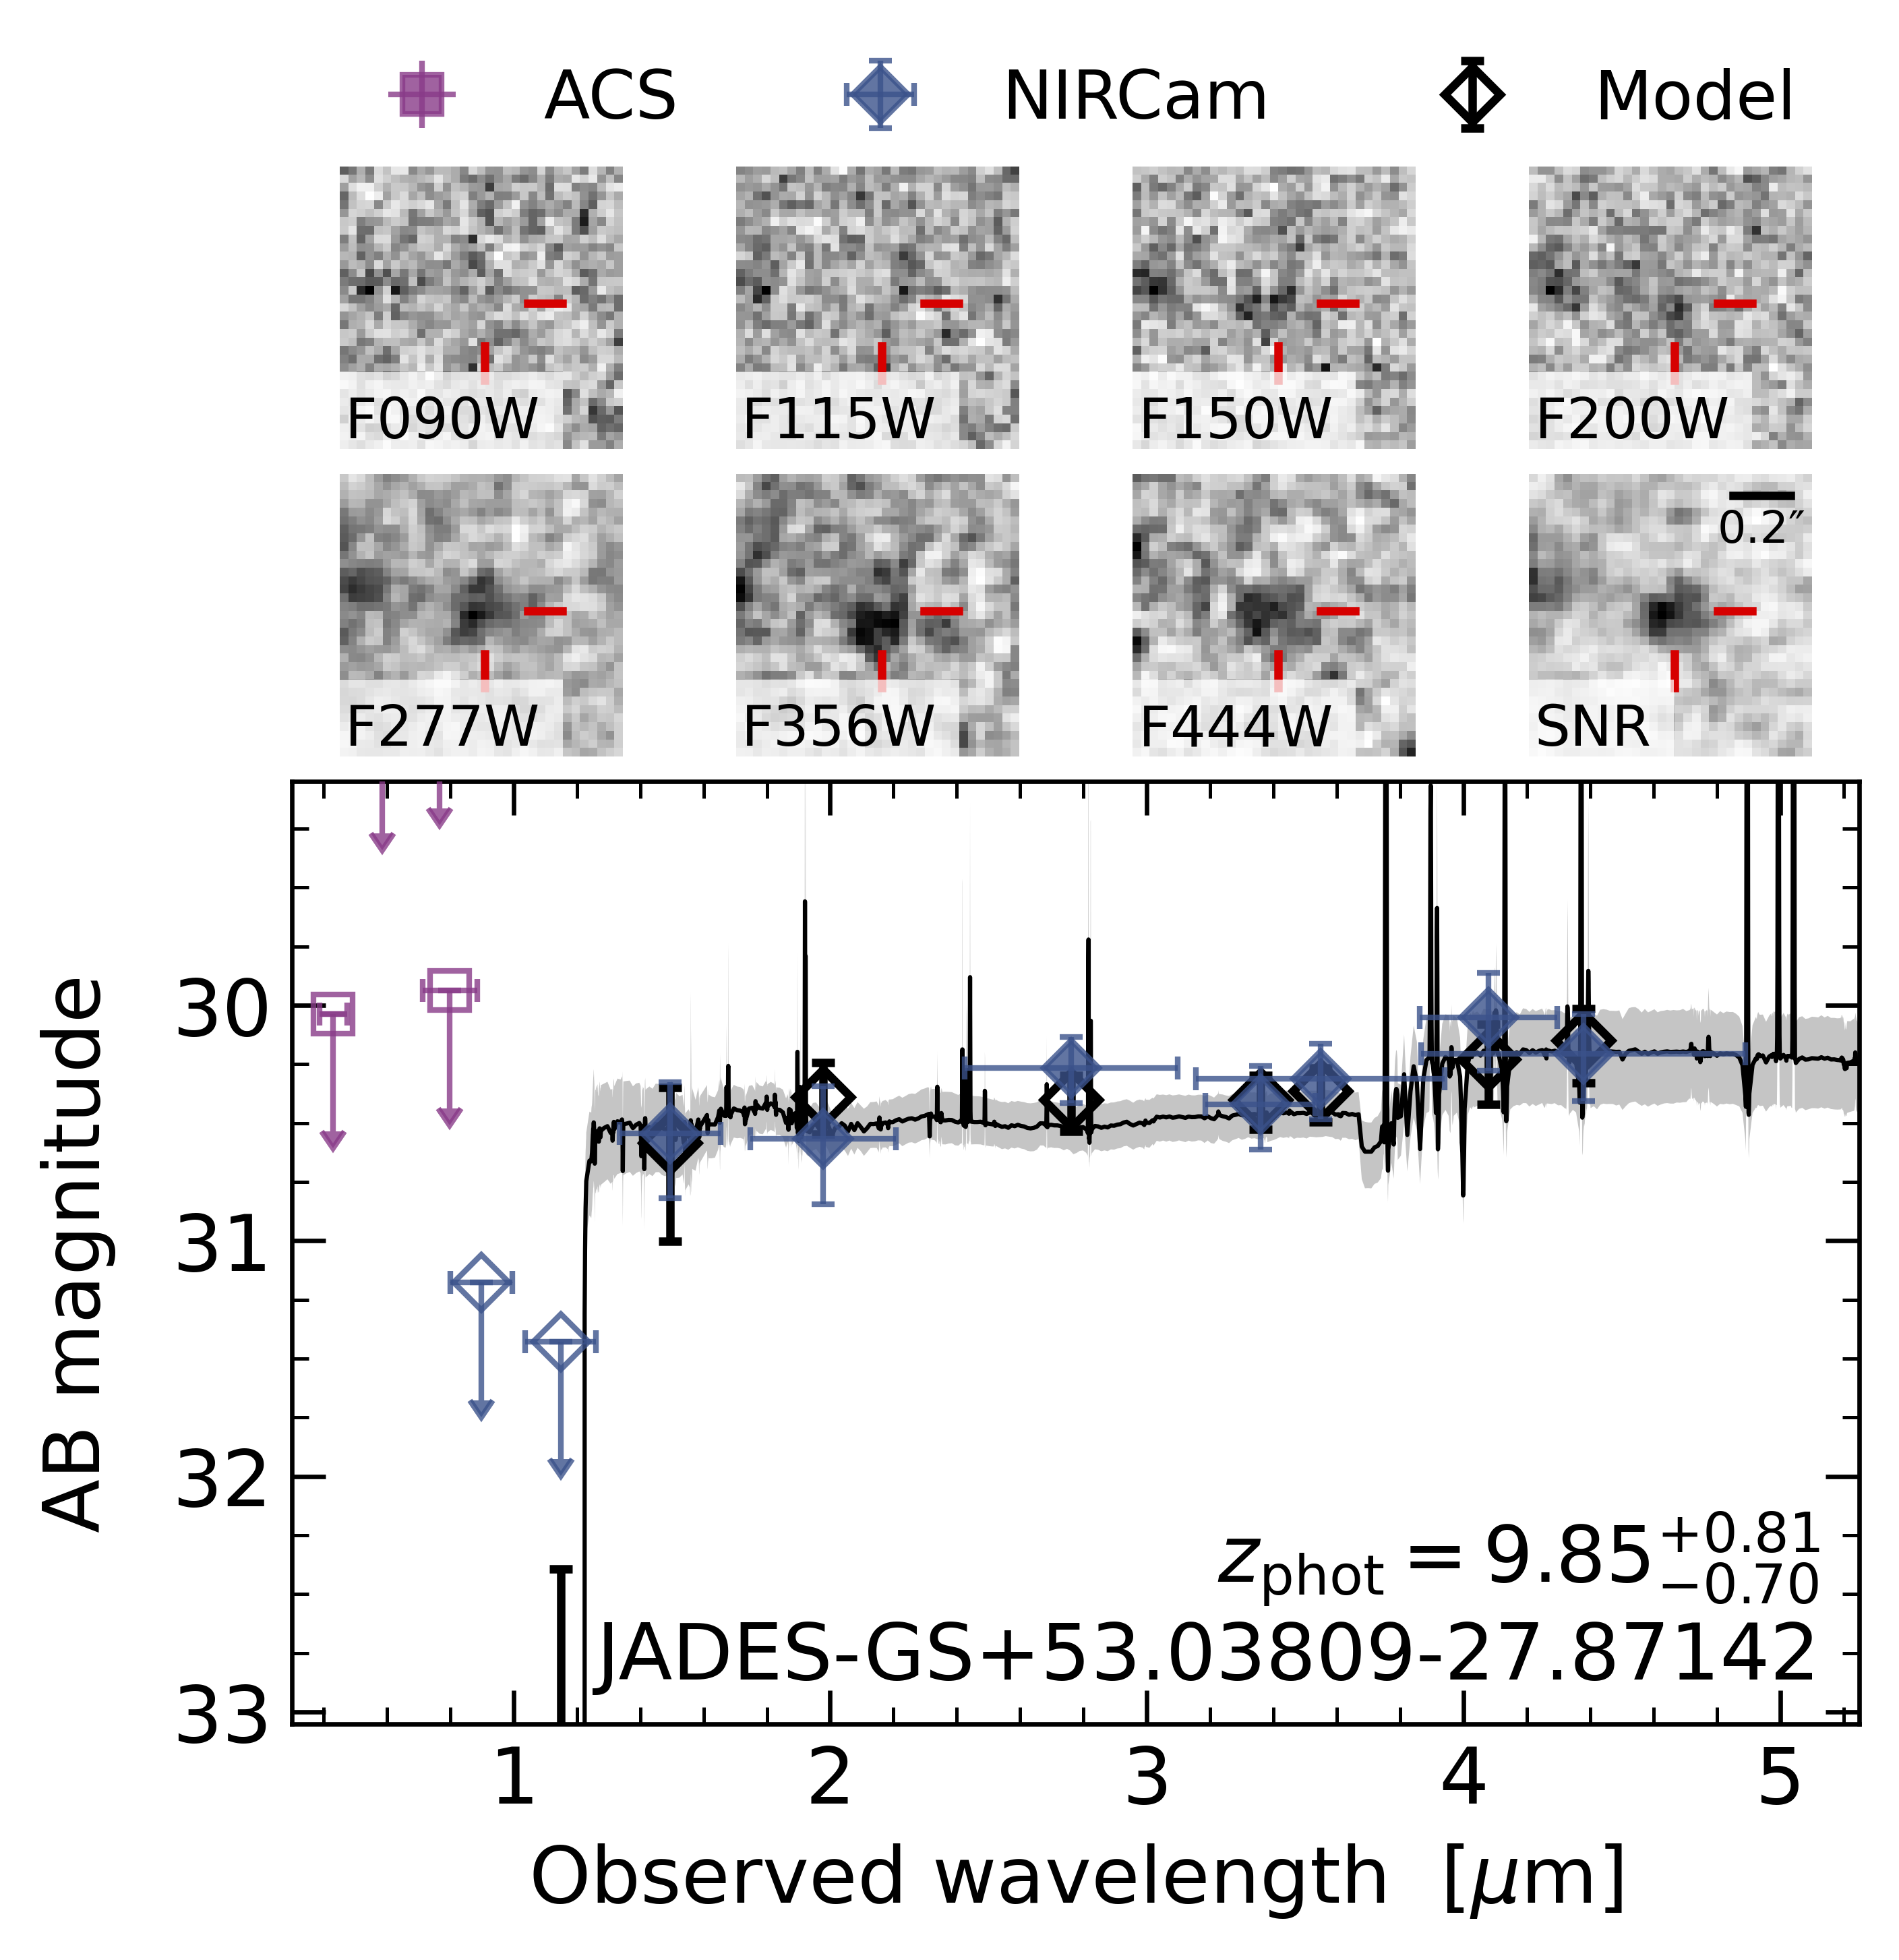 ACS NIRCam Model
F090W F115W F150W F200W
0.2″
F277W F356W F444W SNR
AB magnitude
30
31
32
33
z_phot = 9.85^{+0.81}_{−0.70}
JADES-GS+53.03809-27.87142
1 2 3 4 5
Observed wavelength [μm]